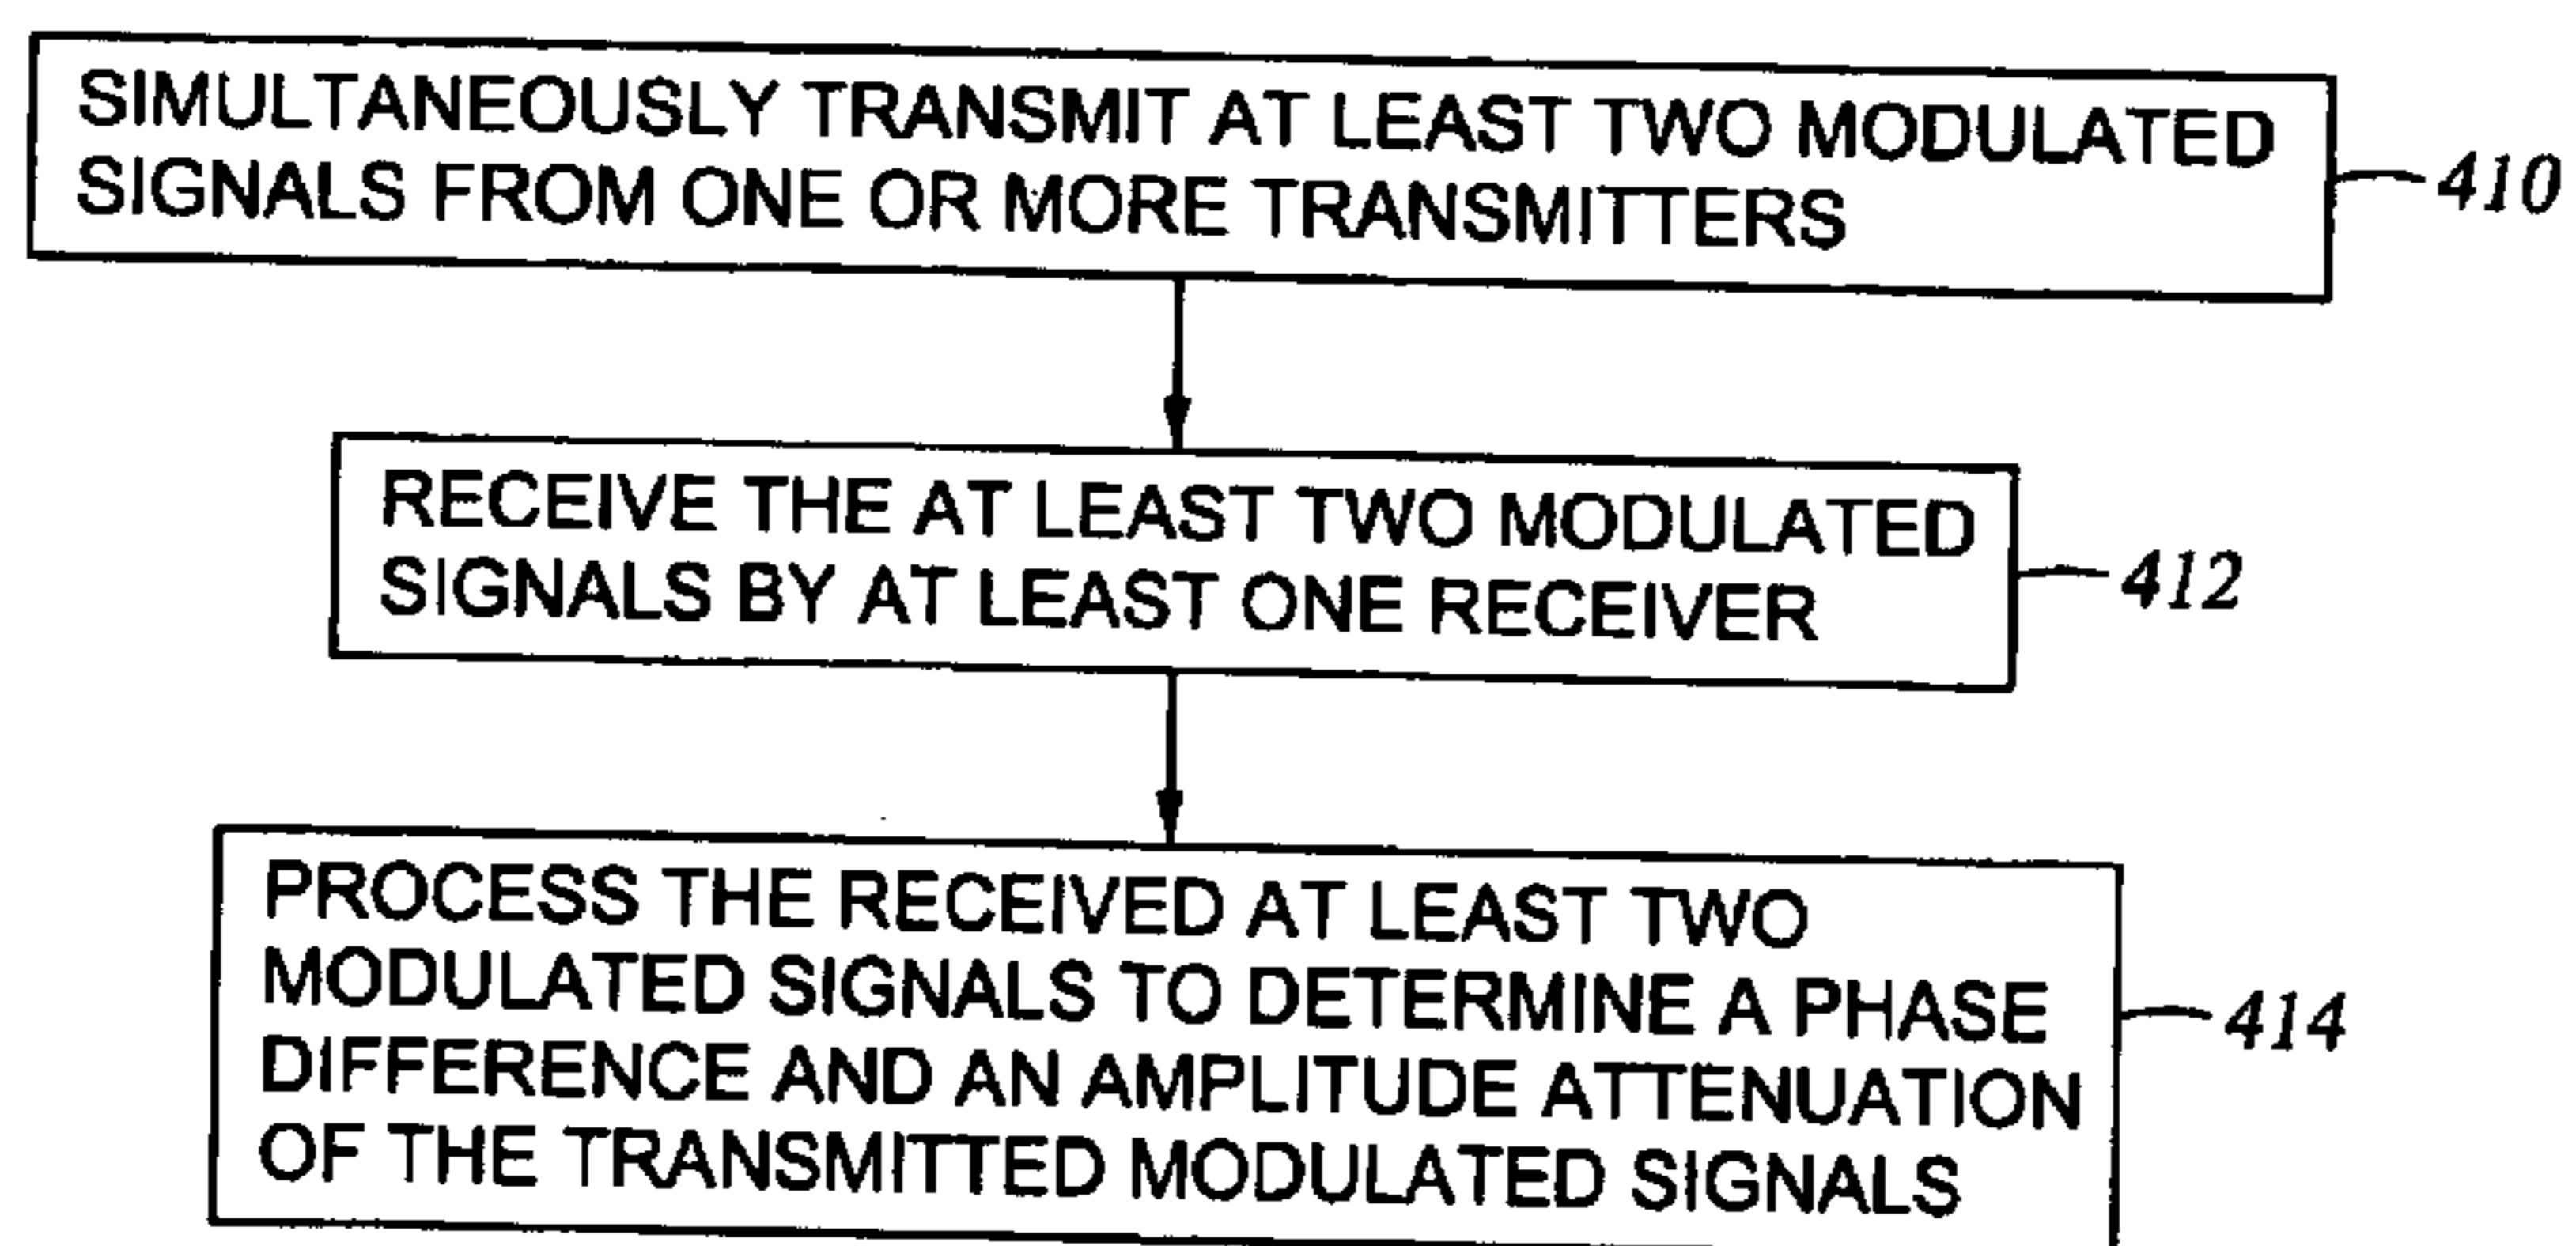 SIMULTANEOUSLY TRANSMIT AT LEAST TWO MODULATED
SIGNALS FROM ONE OR MORE TRANSMITTERS
410
RECEIVE THE AT LEAST TWO MODULATED
SIGNALS BY AT LEAST ONE RECEIVER
412
PROCESS THE RECEIVED AT LEAST TWO
MODULATED SIGNALS TO DETERMINE A PHASE
DIFFERENCE AND AN AMPLITUDE ATTENUATION
OF THE TRANSMITTED MODULATED SIGNALS
414